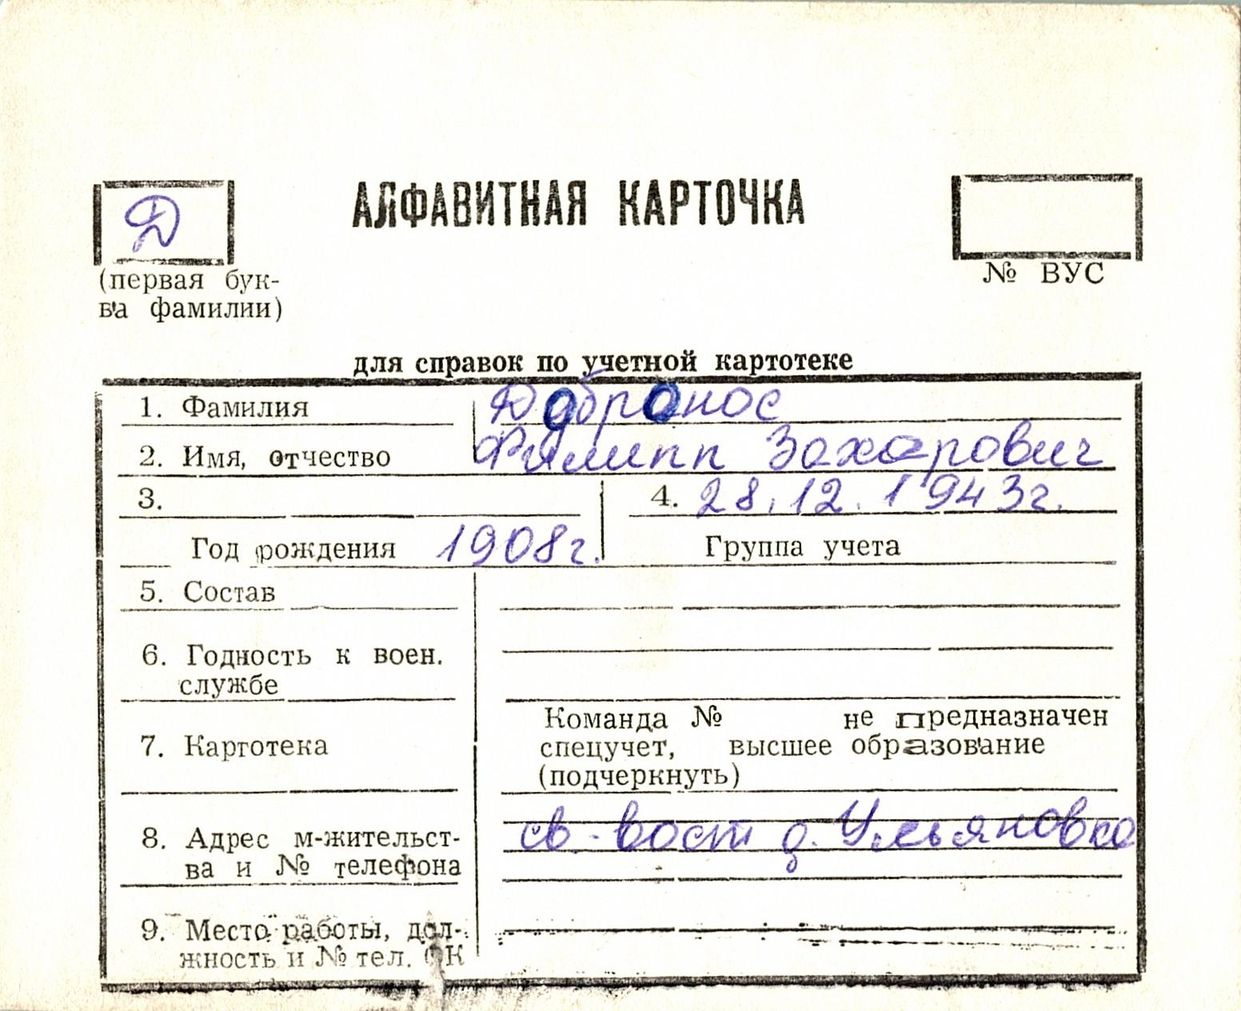 Д
АЛФАВИТНАЯ КАРТОЧКА
(первая бук-
ва фамилии)
№ ВУС
для справок по учетной картотеке
1. Фамилия Добронос
2. Имя, отчество Филипп Захарович
3.
4. 28.12.1943г.
Год рождения 1908г.
Группа учета
5. Состав
6. Годность к воен.
службе
7. Картотека
Команда № не предназначен
спецучет, высшее образование
(подчеркнуть)
8. Адрес м-жительст-
ва и № телефона
св-вост д. Ульяновка
9. Место работы, дол-
жность и № тел. ОК